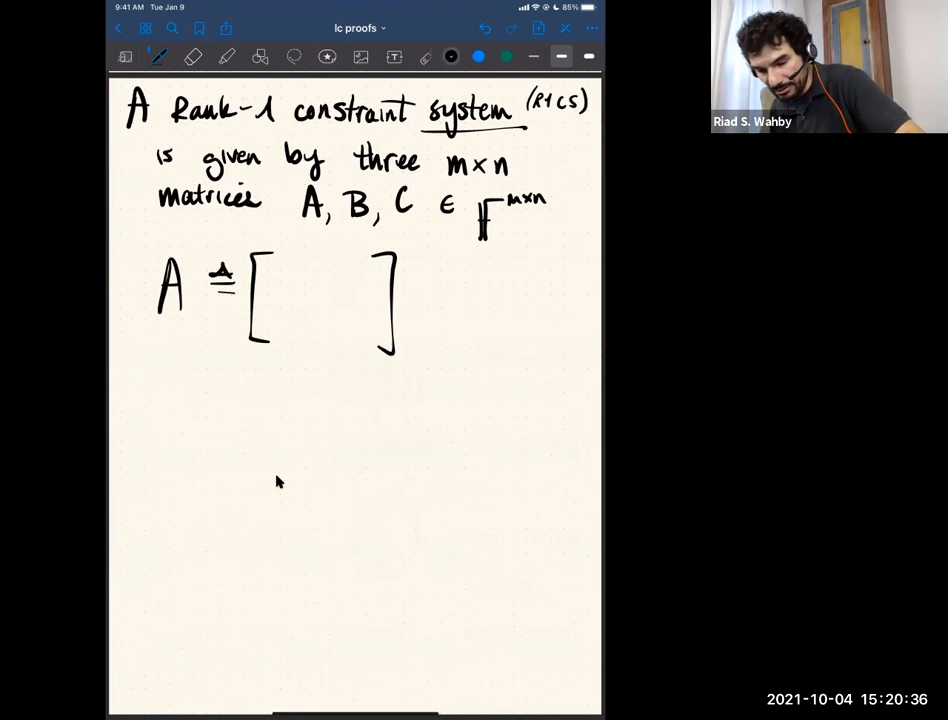 9:41 AM Tue Jan 9
85%
lc proofs
A Rank-1 constraint system (R1CS)
is given by three m×n
matrices A, B, C ∈ 𝔽^{m×n}
A ≜ [ ]
Riad S. Wahby
2021-10-04 15:20:36